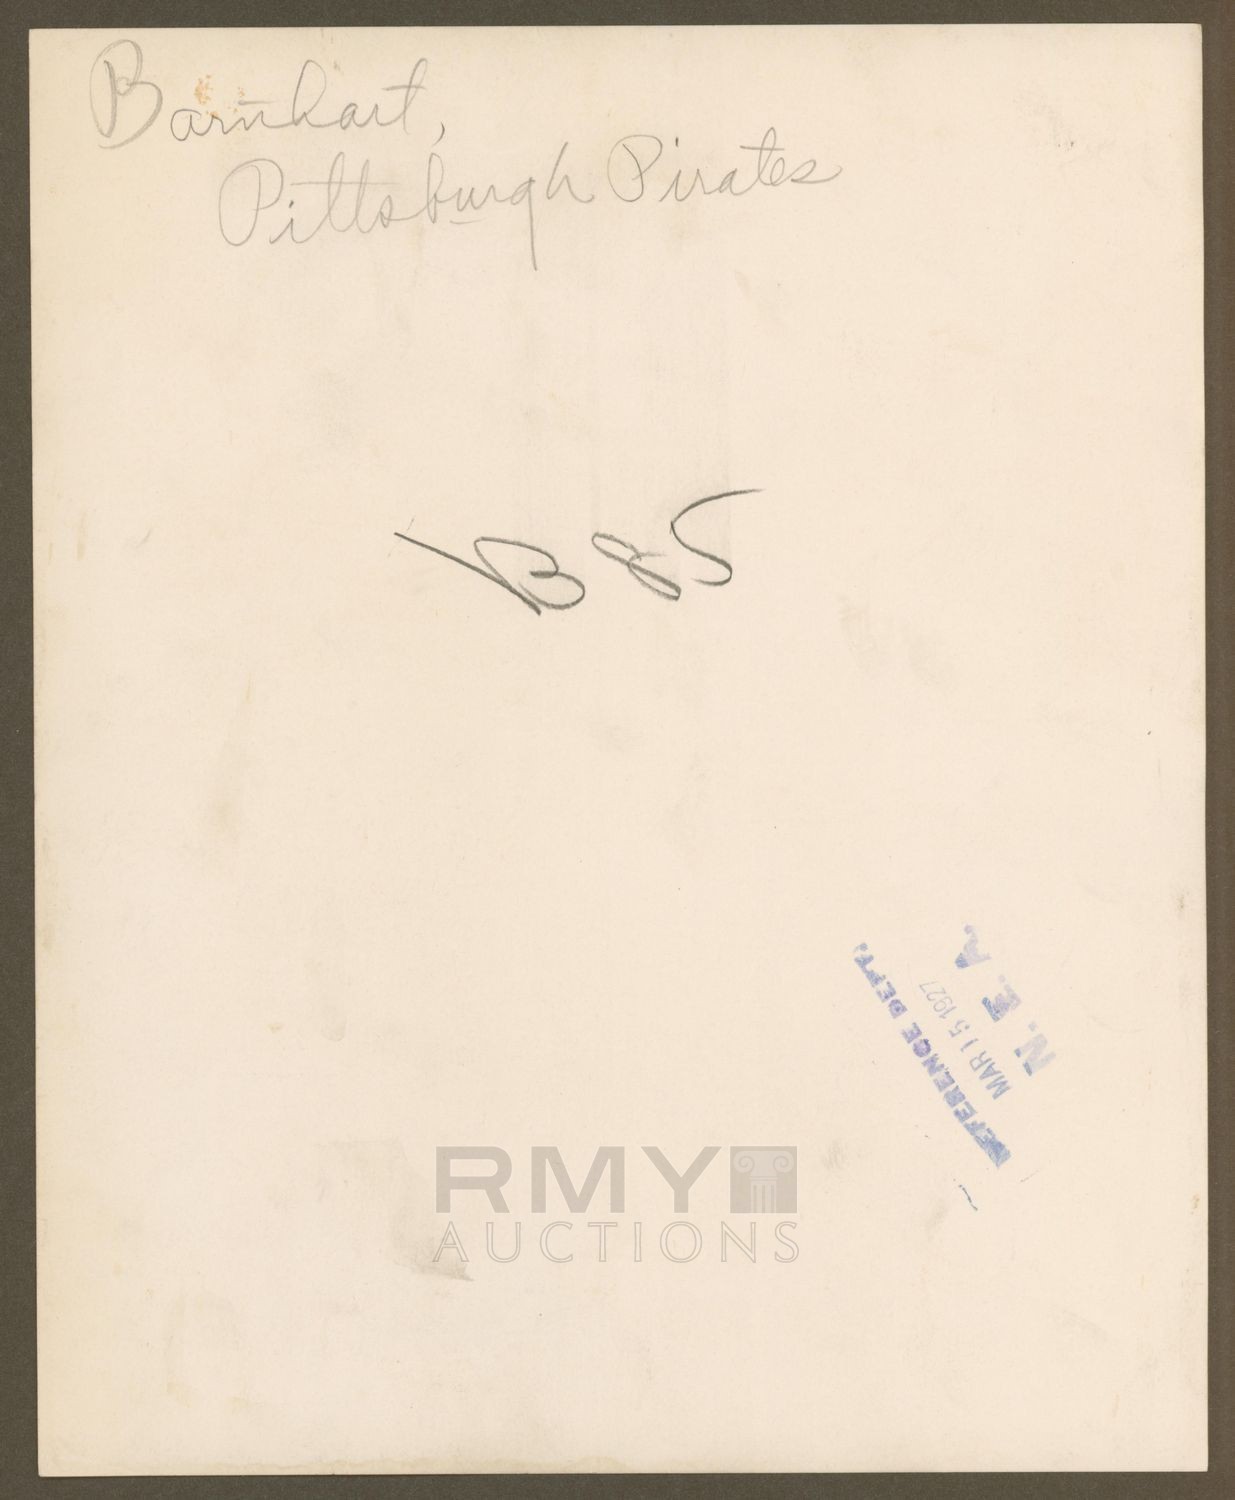 Barnhart,
Pittsburgh Pirates
B85
REFERENCE DEPT.
MAR 15 1927
N. E. A.
RMY
AUCTIONS